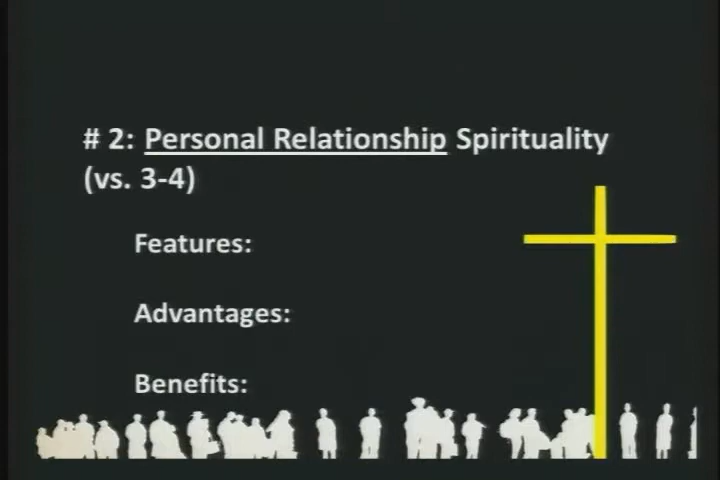 # 2: Personal Relationship Spirituality
(vs. 3-4)
Features:
Advantages:
Benefits: